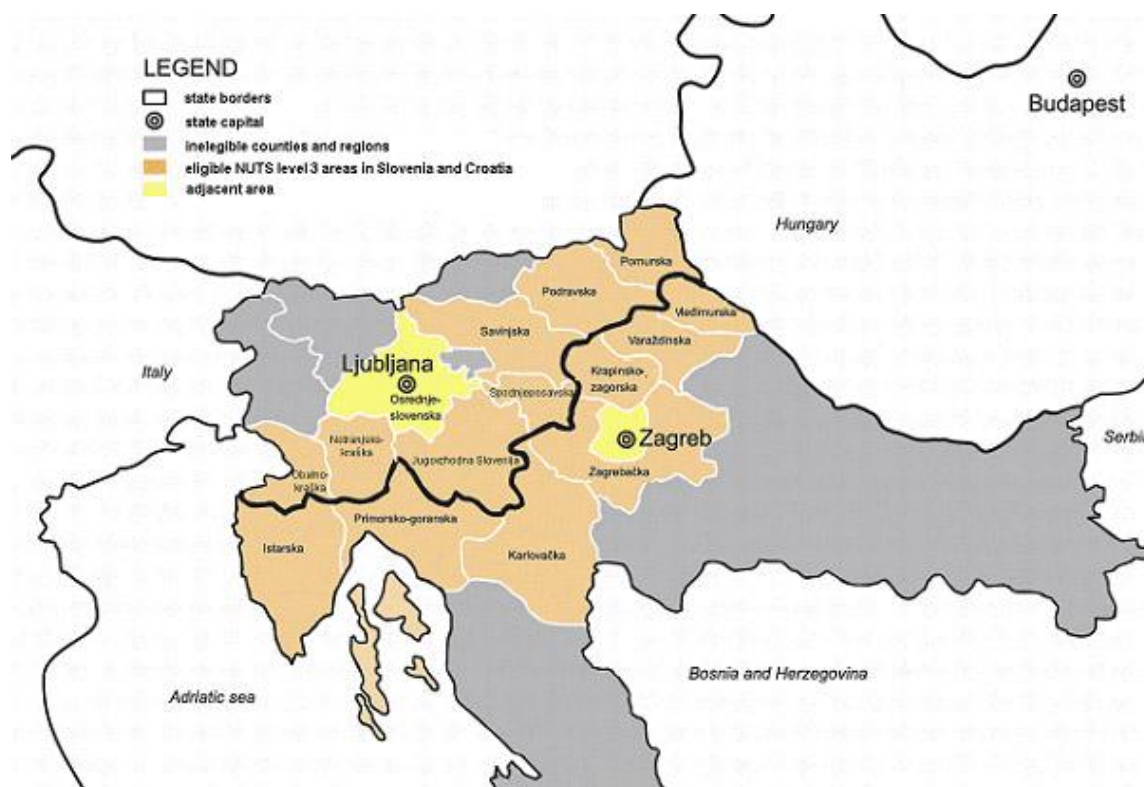 LEGEND
state borders
state capital
inelegible counties and regions
eligible NUTS level 3 areas in Slovenia and Croatia
adjacent area
Budapest
Hungary
Pomurska
Podravska
Međimurska
Savinjska
Varaždinska
Italy
Ljubljana
Krapinsko-
zagorska
Spodnjeposavska
Osrednje-
slovenska
Zagreb
Serbia
Notranjsko-
kraška
Jugovzhodna Slovenija
Obalno-
kraška
Zagrebačka
Primorsko-goranska
Istarska
Karlovačka
Bosnia and Herzegovina
Adriatic sea